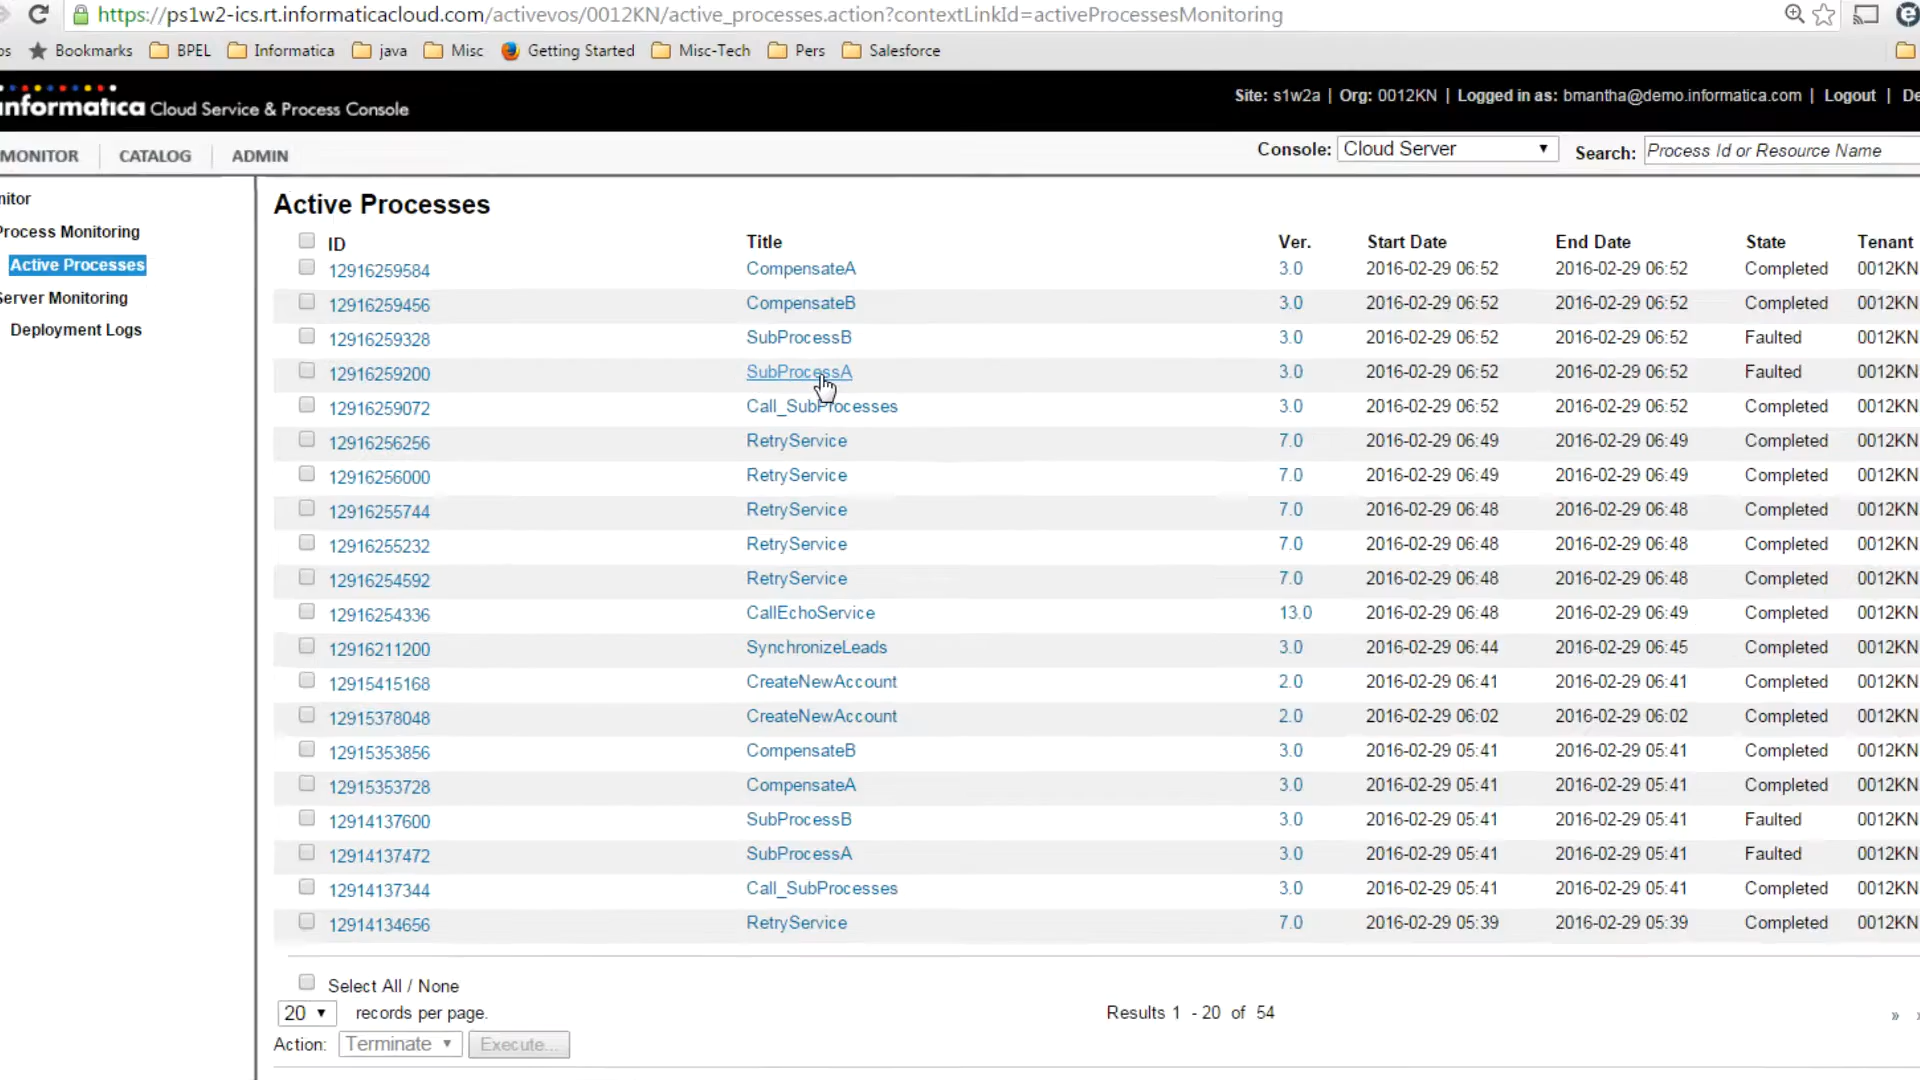 https://ps1w2-ics.rt.informaticacloud.com/activevos/0012KN/active_processes.action?contextLinkId=activeProcessesMonitoring
Bookmarks BPEL Informatica java Misc Getting Started Misc-Tech Pers Salesforce
informatica Cloud Service & Process Console
Site: s1w2a | Org: 0012KN | Logged in as: bmantha@demo.informatica.com | Logout |
MONITOR CATALOG ADMIN
Console: Cloud Server Search: Process Id or Resource Name
nitor
Process Monitoring
Active Processes
Server Monitoring
Deployment Logs
Active Processes
ID Title Ver. Start Date End Date State Tenant
12916259584 CompensateA 3.0 2016-02-29 06:52 2016-02-29 06:52 Completed 0012KN
12916259456 CompensateB 3.0 2016-02-29 06:52 2016-02-29 06:52 Completed 0012KN
12916259328 SubProcessB 3.0 2016-02-29 06:52 2016-02-29 06:52 Faulted 0012KN
12916259200 SubProcessA 3.0 2016-02-29 06:52 2016-02-29 06:52 Faulted 0012KN
12916259072 Call_SubProcesses 3.0 2016-02-29 06:52 2016-02-29 06:52 Completed 0012KN
12916256256 RetryService 7.0 2016-02-29 06:49 2016-02-29 06:49 Completed 0012KN
12916256000 RetryService 7.0 2016-02-29 06:49 2016-02-29 06:49 Completed 0012KN
12916255744 RetryService 7.0 2016-02-29 06:48 2016-02-29 06:48 Completed 0012KN
12916255232 RetryService 7.0 2016-02-29 06:48 2016-02-29 06:48 Completed 0012KN
12916254592 RetryService 7.0 2016-02-29 06:48 2016-02-29 06:48 Completed 0012KN
12916254336 CallEchoService 13.0 2016-02-29 06:48 2016-02-29 06:49 Completed 0012KN
12916211200 SynchronizeLeads 3.0 2016-02-29 06:44 2016-02-29 06:45 Completed 0012KN
12915415168 CreateNewAccount 2.0 2016-02-29 06:41 2016-02-29 06:41 Completed 0012KN
12915378048 CreateNewAccount 2.0 2016-02-29 06:02 2016-02-29 06:02 Completed 0012KN
12915353856 CompensateB 3.0 2016-02-29 05:41 2016-02-29 05:41 Completed 0012KN
12915353728 CompensateA 3.0 2016-02-29 05:41 2016-02-29 05:41 Completed 0012KN
12914137600 SubProcessB 3.0 2016-02-29 05:41 2016-02-29 05:41 Faulted 0012KN
12914137472 SubProcessA 3.0 2016-02-29 05:41 2016-02-29 05:41 Faulted 0012KN
12914137344 Call_SubProcesses 3.0 2016-02-29 05:41 2016-02-29 05:41 Completed 0012KN
12914134656 RetryService 7.0 2016-02-29 05:39 2016-02-29 05:39 Completed 0012KN
Select All / None
20 records per page. Results 1 - 20 of 54 »
Action: Terminate Execute...